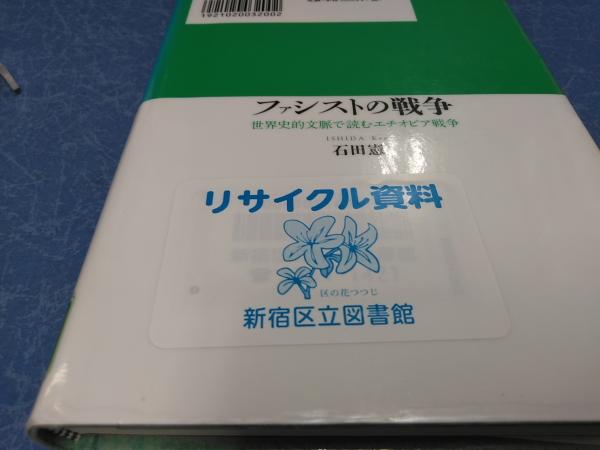 1921020032002
ファシストの戦争
世界史的文脈で読むエチオピア戦争
ISHIDA
石田憲
リサイクル資料
区の花つつじ
新宿区立図書館